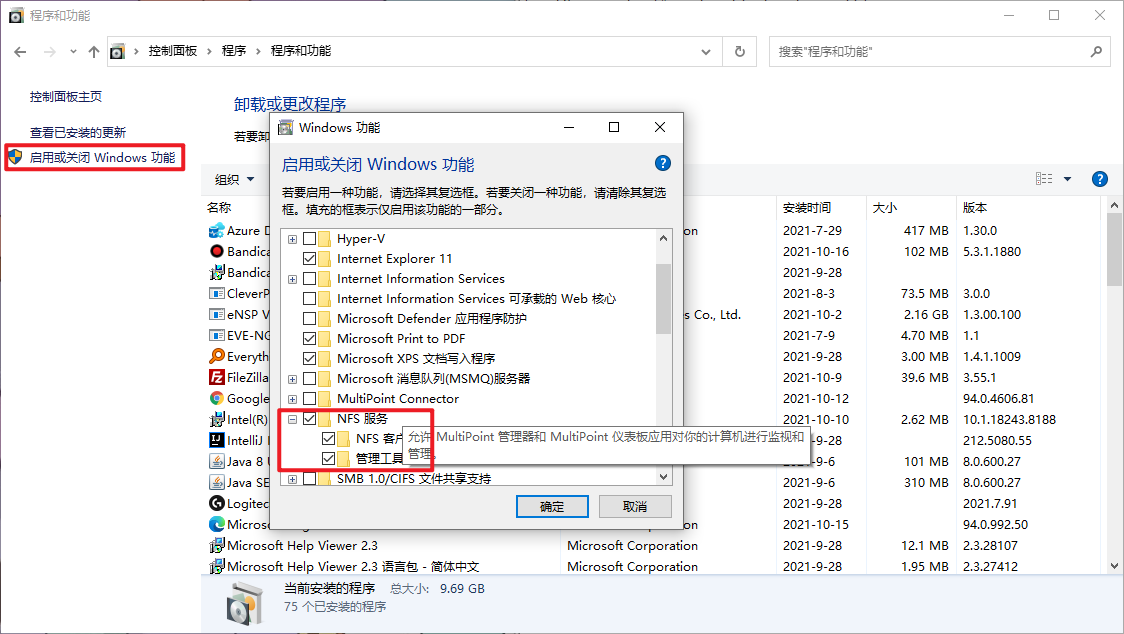 程序和功能
控制面板 › 程序 › 程序和功能
搜索"程序和功能"
控制面板主页
查看已安装的更新
启用或关闭 Windows 功能
卸载或更改程序
若要卸
组织
名称 安装时间 大小 版本
Azure D on 2021-7-29 417 MB 1.30.0
Bandica 2021-10-16 102 MB 5.3.1.1880
Bandica 2021-9-28
CleverP 2021-8-3 73.5 MB 3.0.0
eNSP V s Co., Ltd. 2021-10-2 2.16 GB 1.3.00.100
EVE-NG 2021-7-9 4.70 MB 1.1
Everyth 2021-9-28 3.00 MB 1.4.1.1009
FileZilla 2021-10-9 39.6 MB 3.55.1
Google 2021-10-12 94.0.4606.81
Intel(R) 2021-10-10 2.62 MB 10.1.18243.8188
IntelliJ 212.5080.55
Java 8 -9-6 101 MB 8.0.600.27
Java SE 2021-9-6 310 MB 8.0.600.27
Logitec 2021-9-28 2021.7.91
Microso on 2021-10-15 94.0.992.50
Microsoft Help Viewer 2.3 Microsoft Corporation 2021-9-28 12.1 MB 2.3.28107
Microsoft Help Viewer 2.3 语言包 - 简体中文 Microsoft Corporation 2021-9-28 1.95 MB 2.3.27412
当前安装的程序 总大小: 9.69 GB
75 个已安装的程序
Windows 功能
启用或关闭 Windows 功能
若要启用一种功能，请选择其复选框。若要关闭一种功能，请清除其复选
框。填充的框表示仅启用该功能的一部分。
Hyper-V
Internet Explorer 11
Internet Information Services
Internet Information Services 可承载的 Web 核心
Microsoft Defender 应用程序防护
Microsoft Print to PDF
Microsoft XPS 文档写入程序
Microsoft 消息队列(MSMQ)服务器
MultiPoint Connector
NFS 服务
NFS 客户
管理工具
SMB 1.0/CIFS 文件共享支持
允许 MultiPoint 管理器和 MultiPoint 仪表板应用对你的计算机进行监视和
管理。
确定 取消